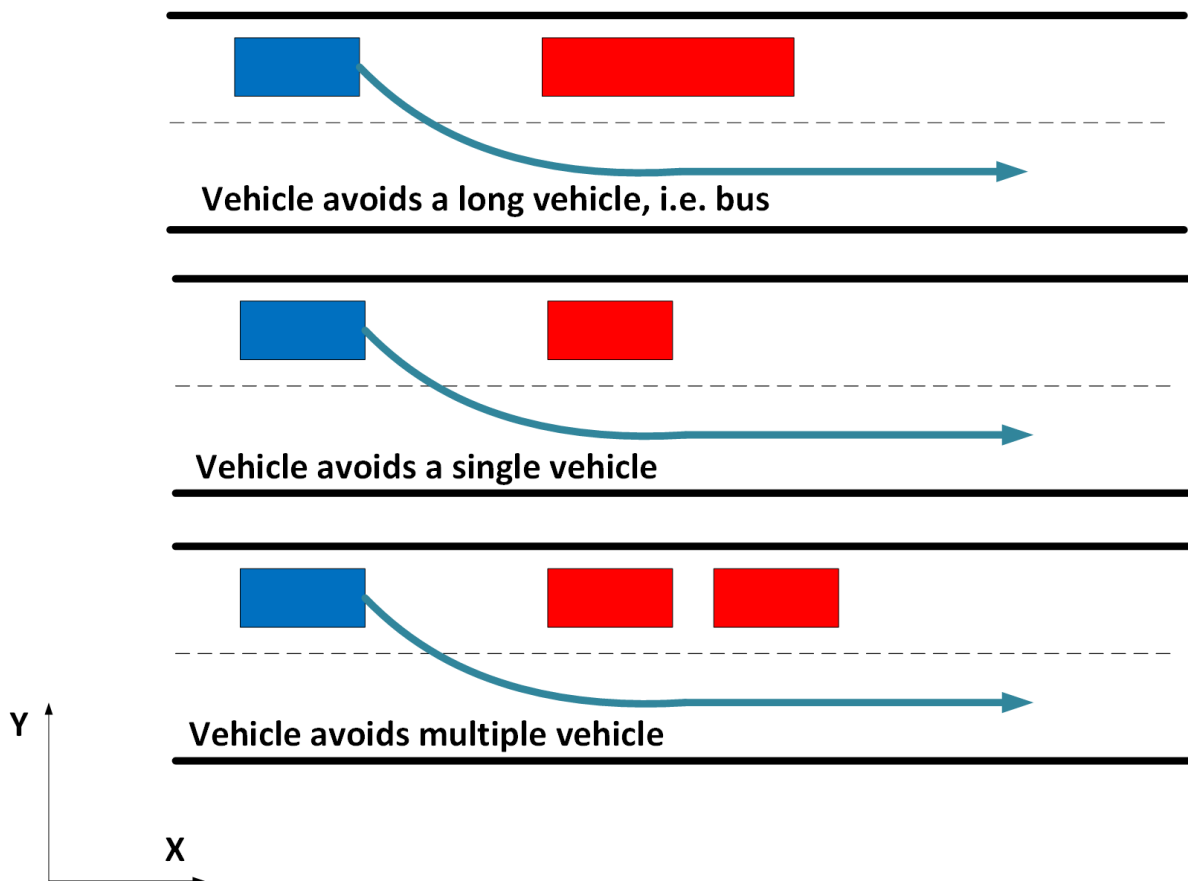 Vehicle avoids a long vehicle, i.e. bus
Vehicle avoids a single vehicle
Vehicle avoids multiple vehicle
Y
X